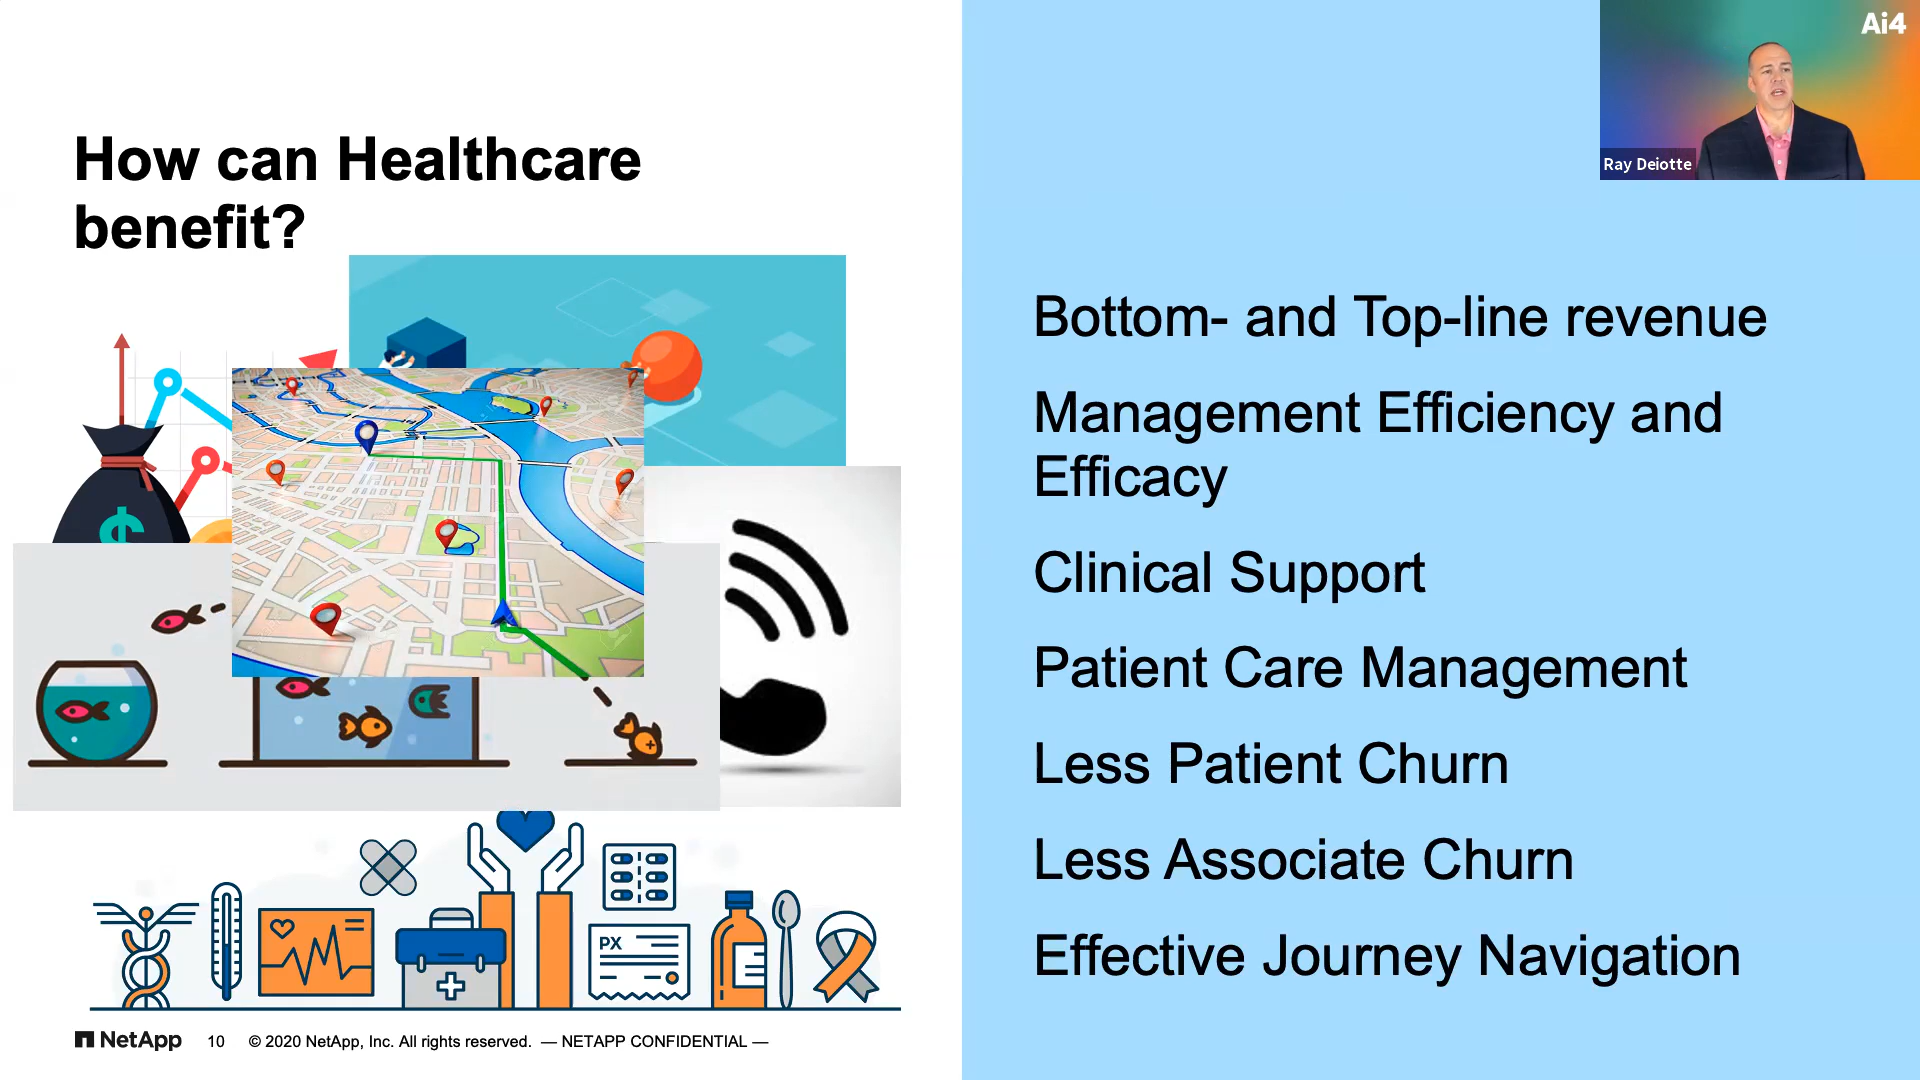 Ai4
Ray Deiotte
How can Healthcare
benefit?
Bottom- and Top-line revenue
Management Efficiency and
Efficacy
Clinical Support
Patient Care Management
Less Patient Churn
Less Associate Churn
Effective Journey Navigation
$
PX
NetApp 10 © 2020 NetApp, Inc. All rights reserved. — NETAPP CONFIDENTIAL —